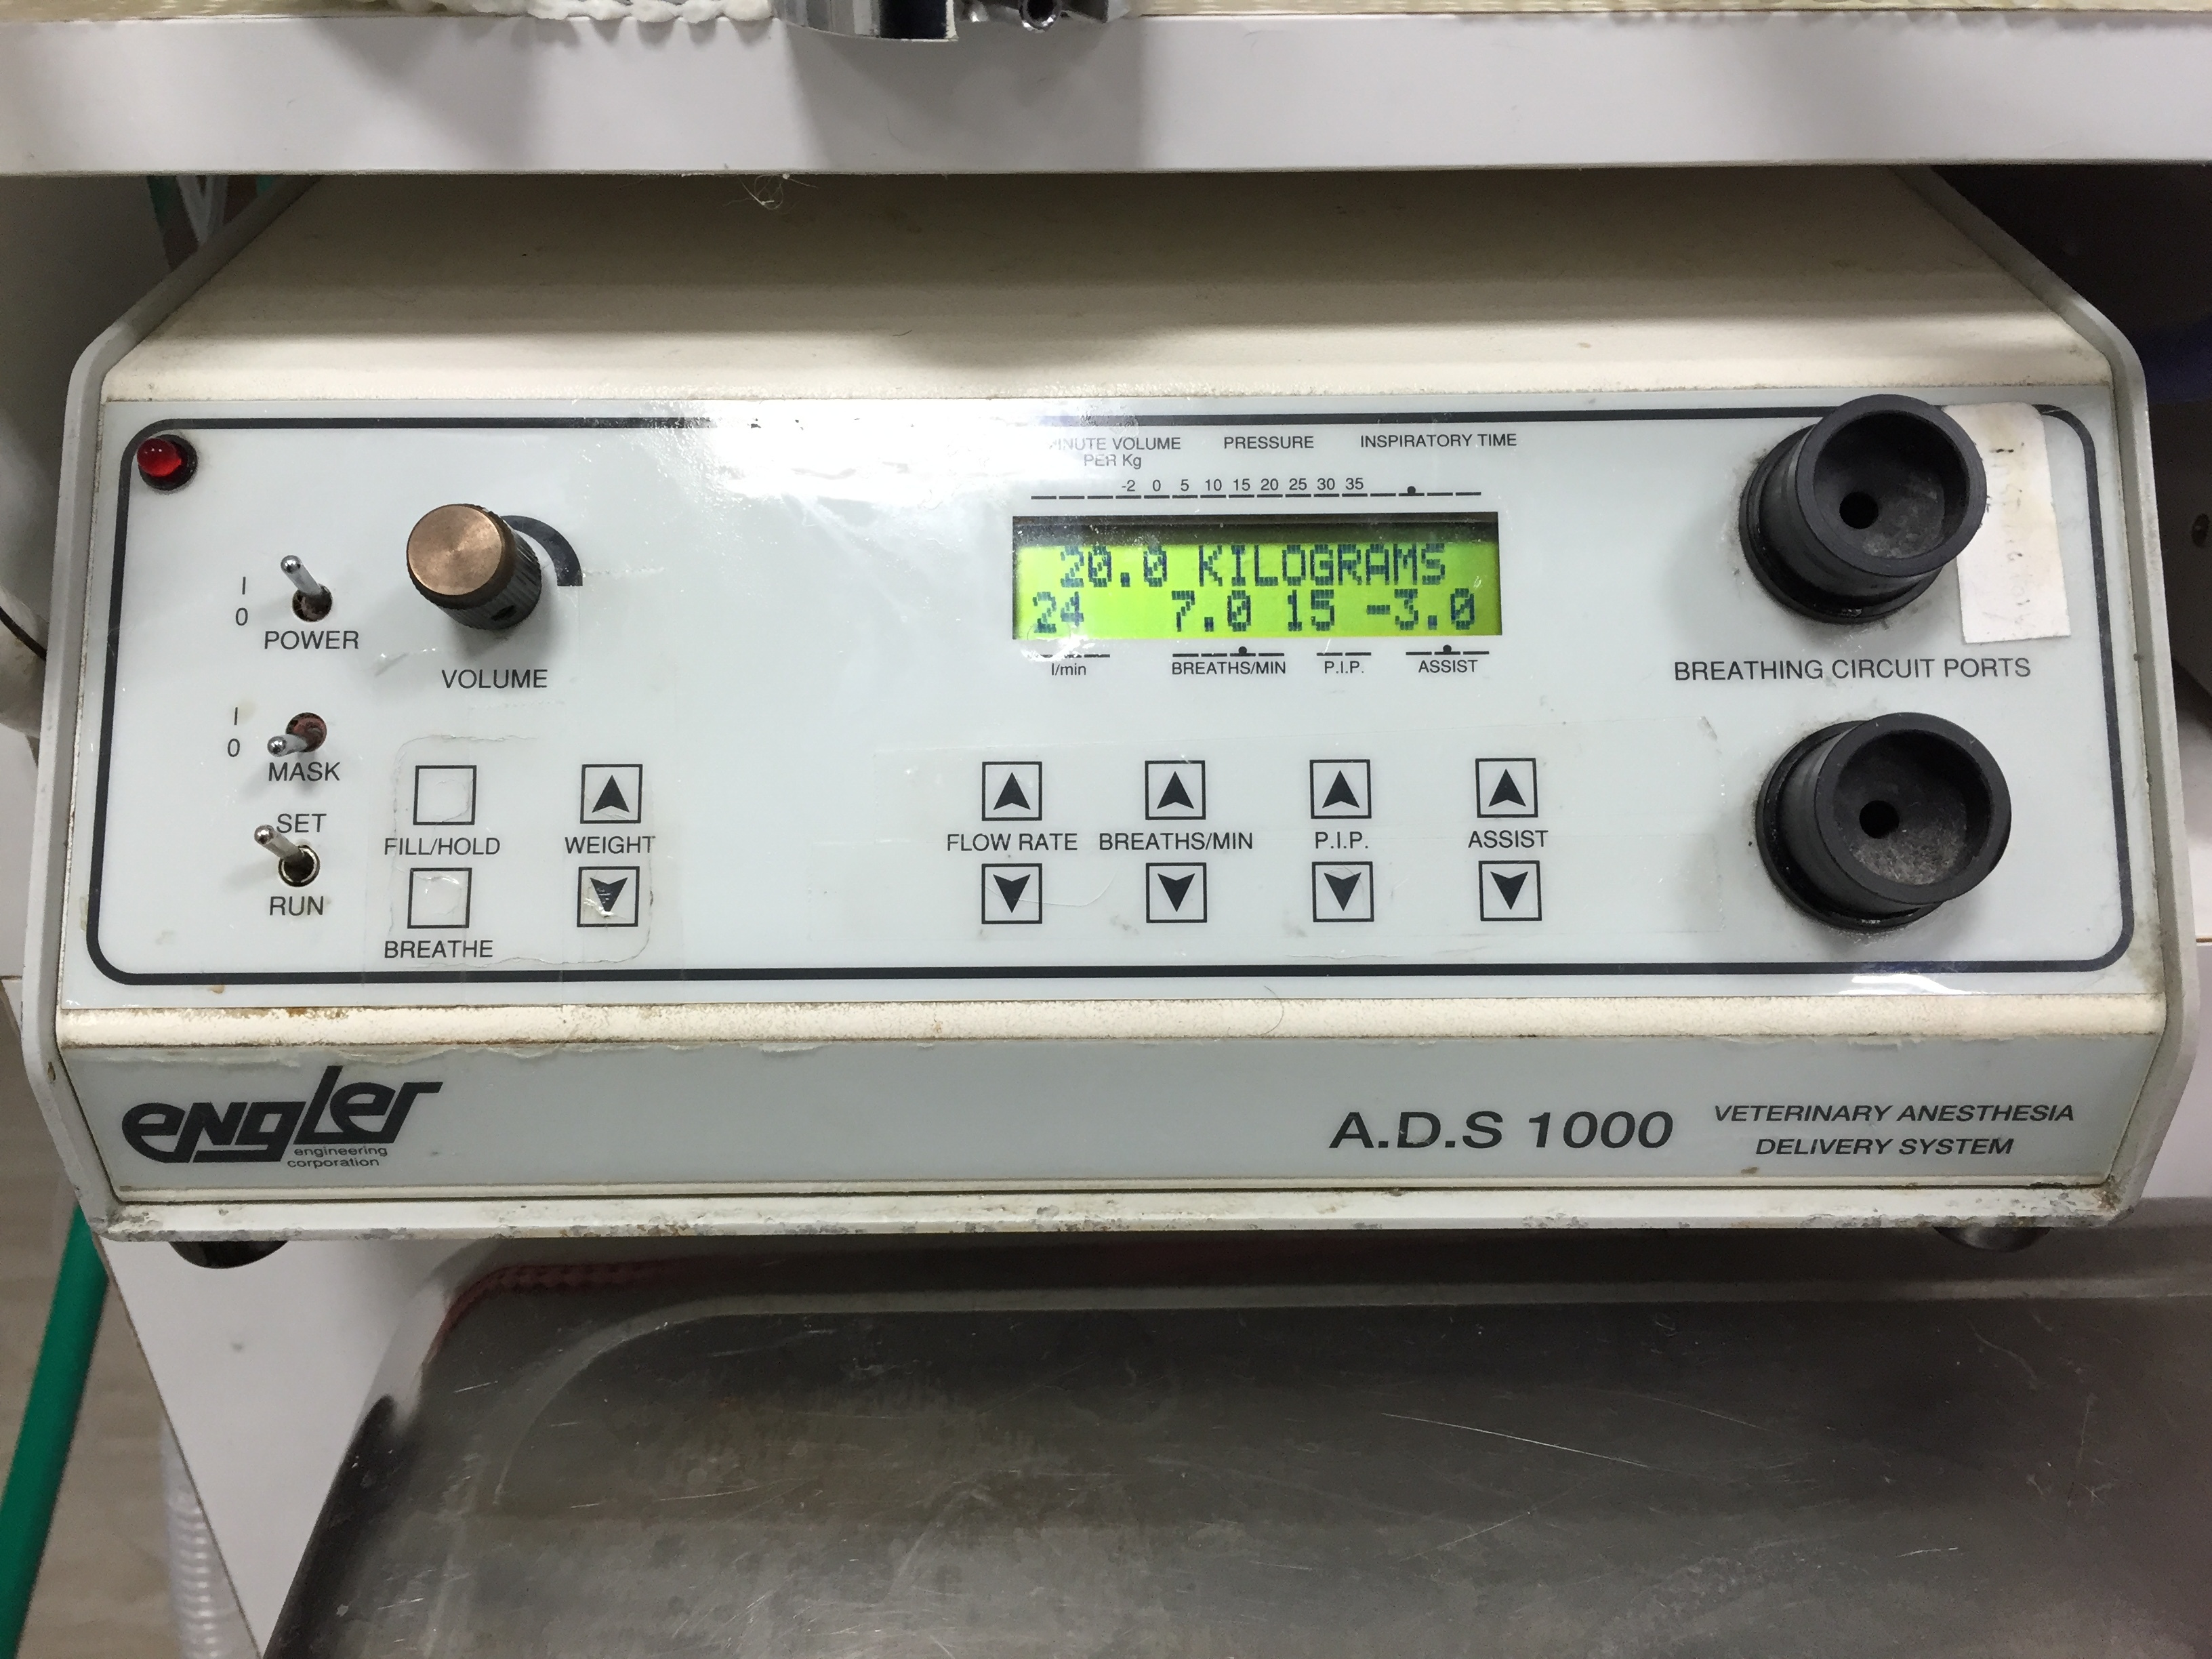 MINUTE VOLUME PRESSURE INSPIRATORY TIME
PER Kg
-2 0 5 10 15 20 25 30 35
20.0 KILOGRAMS
24 7.0 15 -3.0
l/min BREATHS/MIN P.I.P. ASSIST
I
0
POWER
VOLUME
BREATHING CIRCUIT PORTS
I
0
MASK
SET
FILL/HOLD WEIGHT FLOW RATE BREATHS/MIN P.I.P. ASSIST
RUN
BREATHE
engler
engineering
corporation
A.D.S 1000
VETERINARY ANESTHESIA
DELIVERY SYSTEM